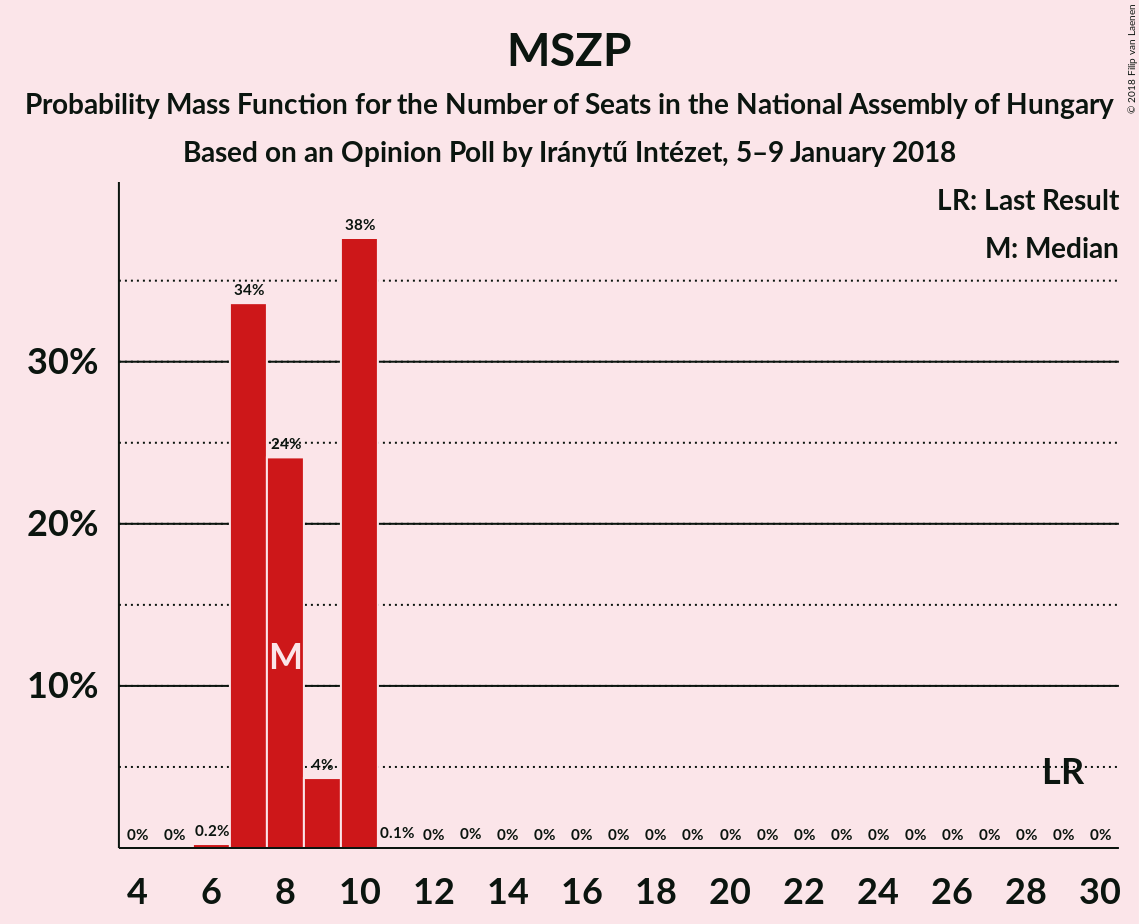 MSZP
Probability Mass Function for the Number of Seats in the National Assembly of Hungary
Based on an Opinion Poll by Iránytű Intézet, 5–9 January 2018
© 2018 Filip van Laenen
LR: Last Result
M: Median
38%
34%
30%
24%
20%
M
10%
4%
LR
0% 0% 0.2% 0.1% 0% 0% 0% 0% 0% 0% 0% 0% 0% 0% 0% 0% 0% 0% 0% 0% 0% 0% 0%
4 6 8 10 12 14 16 18 20 22 24 26 28 30